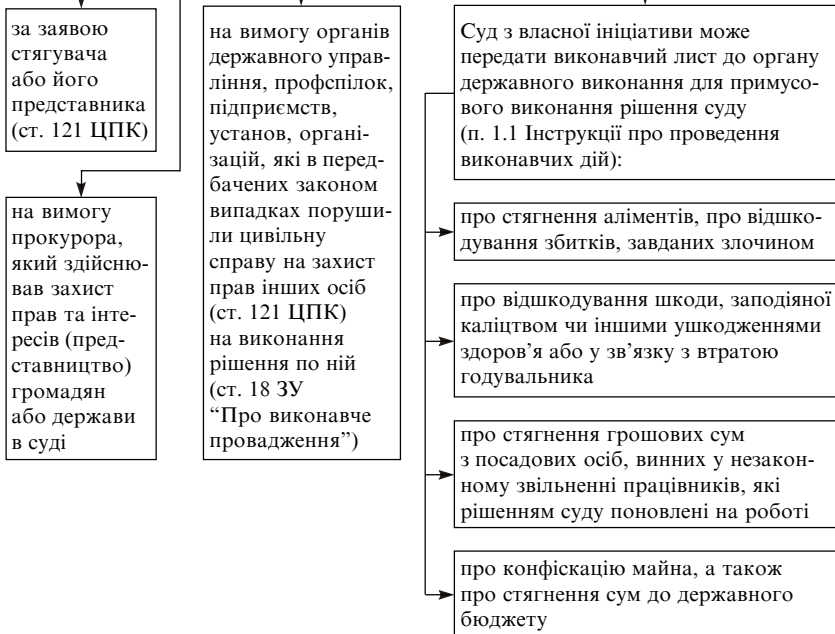 за заявою
стягувача
або його
представника
(ст. 121 ЦПК)
на вимогу
прокурора,
який здійсню-
вав захист
прав та інте-
ресів (пред-
ставництво)
громадян
або держави
в суді
на вимогу органів
державного управ-
ління, профспілок,
підприємств,
установ, органі-
зацій, які в перед-
бачених законом
випадках поруши-
ли цивільну
справу на захист
прав інших осіб
(ст. 121 ЦПК)
на виконання
рішення по ній
(ст. 18 ЗУ
“Про виконавче
провадження”)
Суд з власної ініціативи може
передати виконавчий лист до органу
державного виконання для примусо-
вого виконання рішення суду
(п. 1.1 Інструкції про проведення
виконавчих дій):
про стягнення аліментів, про відшко-
дування збитків, завданих злочином
про відшкодування шкоди, заподіяної
каліцтвом чи іншими ушкодженнями
здоров’я або у зв’язку з втратою
годувальника
про стягнення грошових сум
з посадових осіб, винних у незакон-
ному звільненні працівників, які
рішенням суду поновлені на роботі
про конфіскацію майна, а також
про стягнення сум до державного
бюджету